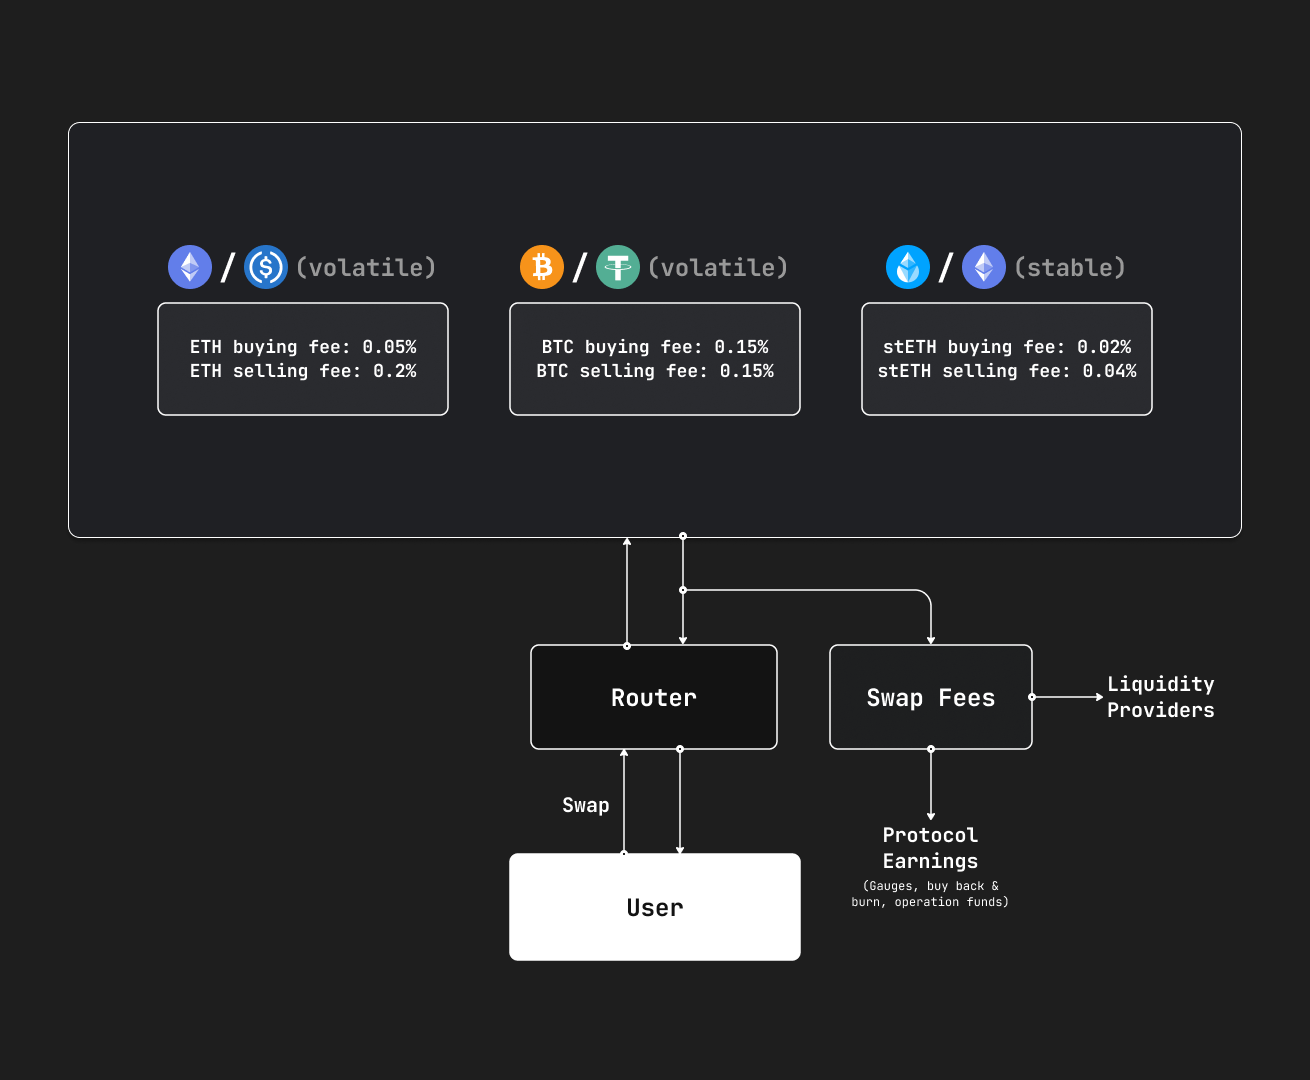 / (volatile)
/ (volatile)
/ (stable)
ETH buying fee: 0.05%
ETH selling fee: 0.2%
BTC buying fee: 0.15%
BTC selling fee: 0.15%
stETH buying fee: 0.02%
stETH selling fee: 0.04%
Router
Swap Fees
Liquidity
Providers
Swap
Protocol
Earnings
(Gauges, buy back &
burn, operation funds)
User